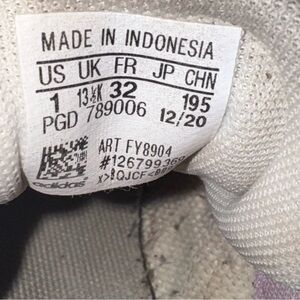 MADE IN INDONESIA
US UK FR JP CHN
1 13½K 32 195
PGD 789006 12/20
ART FY8904
adidas